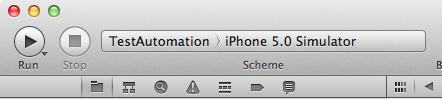 TestAutomation 〉 iPhone 5.0 Simulator
Run Stop Scheme B